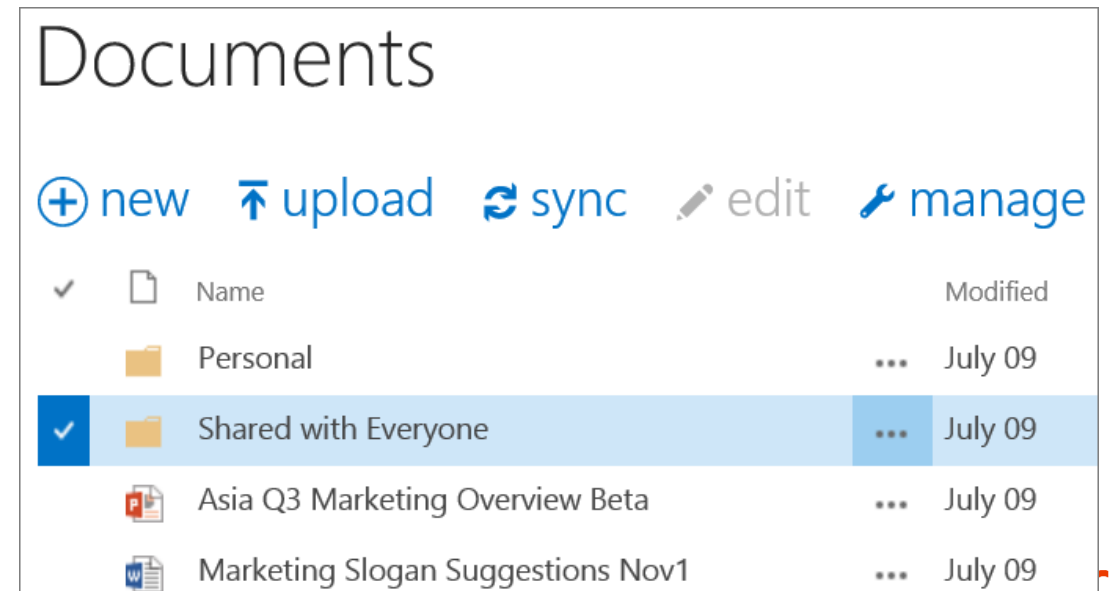 Documents
new upload sync edit manage
Name Modified
Personal ... July 09
Shared with Everyone ... July 09
Asia Q3 Marketing Overview Beta ... July 09
Marketing Slogan Suggestions Nov1 ... July 09